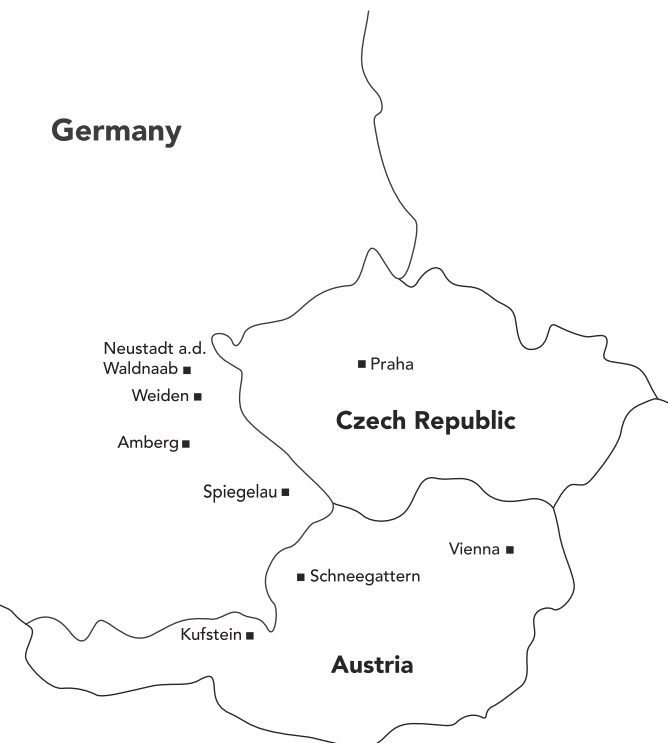 Germany
Neustadt a.d.
Waldnaab
Praha
Weiden
Czech Republic
Amberg
Spiegelau
Vienna
Schneegattern
Kufstein
Austria